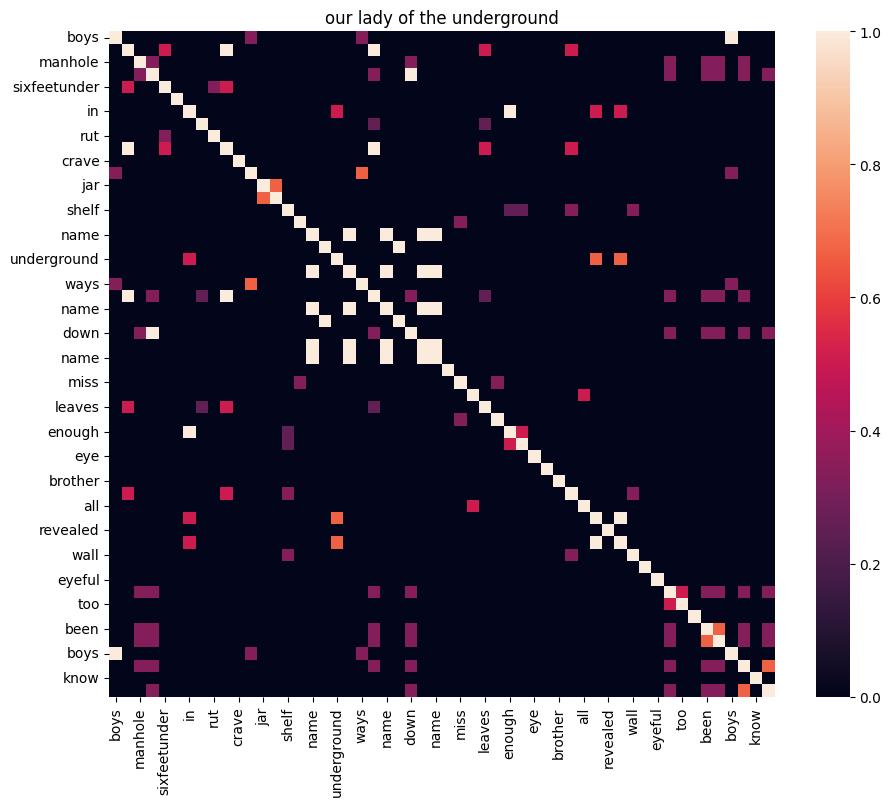 our lady of the underground
boys
manhole
sixfeetunder
in
rut
crave
jar
shelf
name
underground
ways
name
down
name
miss
leaves
enough
eye
brother
all
revealed
wall
eyeful
too
been
boys
know
1.0
0.8
0.6
0.4
0.2
0.0
boys
manhole
sixfeetunder
in
rut
crave
jar
shelf
name
underground
ways
name
down
name
miss
leaves
enough
eye
brother
all
revealed
wall
eyeful
too
been
boys
know